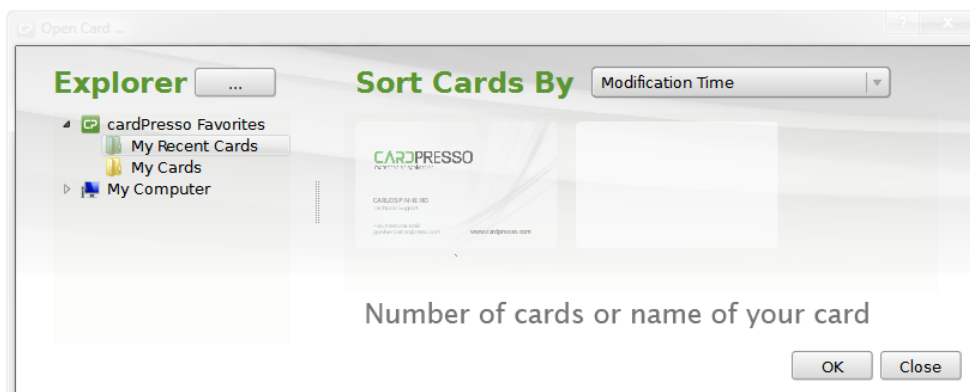 Open Card ...
Explorer
...
Sort Cards By
Modification Time
cardPresso Favorites
My Recent Cards
My Cards
My Computer
CARDPRESSO
www.cardpresso.com
Number of cards or name of your card
OK
Close